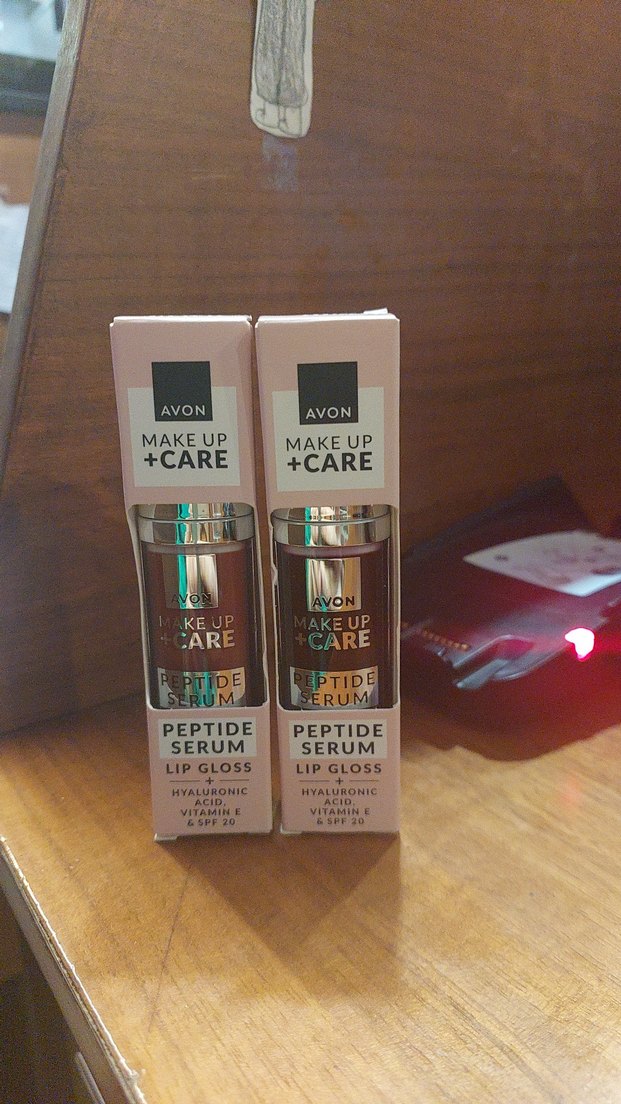 AVON
MAKE UP
+CARE
AVON
MAKE UP
+CARE
PEPTIDE
SERUM
PEPTIDE
SERUM
LIP GLOSS
+
HYALURONIC
ACID,
VITAMIN E
& SPF 20
AVON
MAKE UP
+CARE
AVON
MAKE UP
+CARE
PEPTIDE
SERUM
PEPTIDE
SERUM
LIP GLOSS
+
HYALURONIC
ACID,
VITAMIN E
& SPF 20